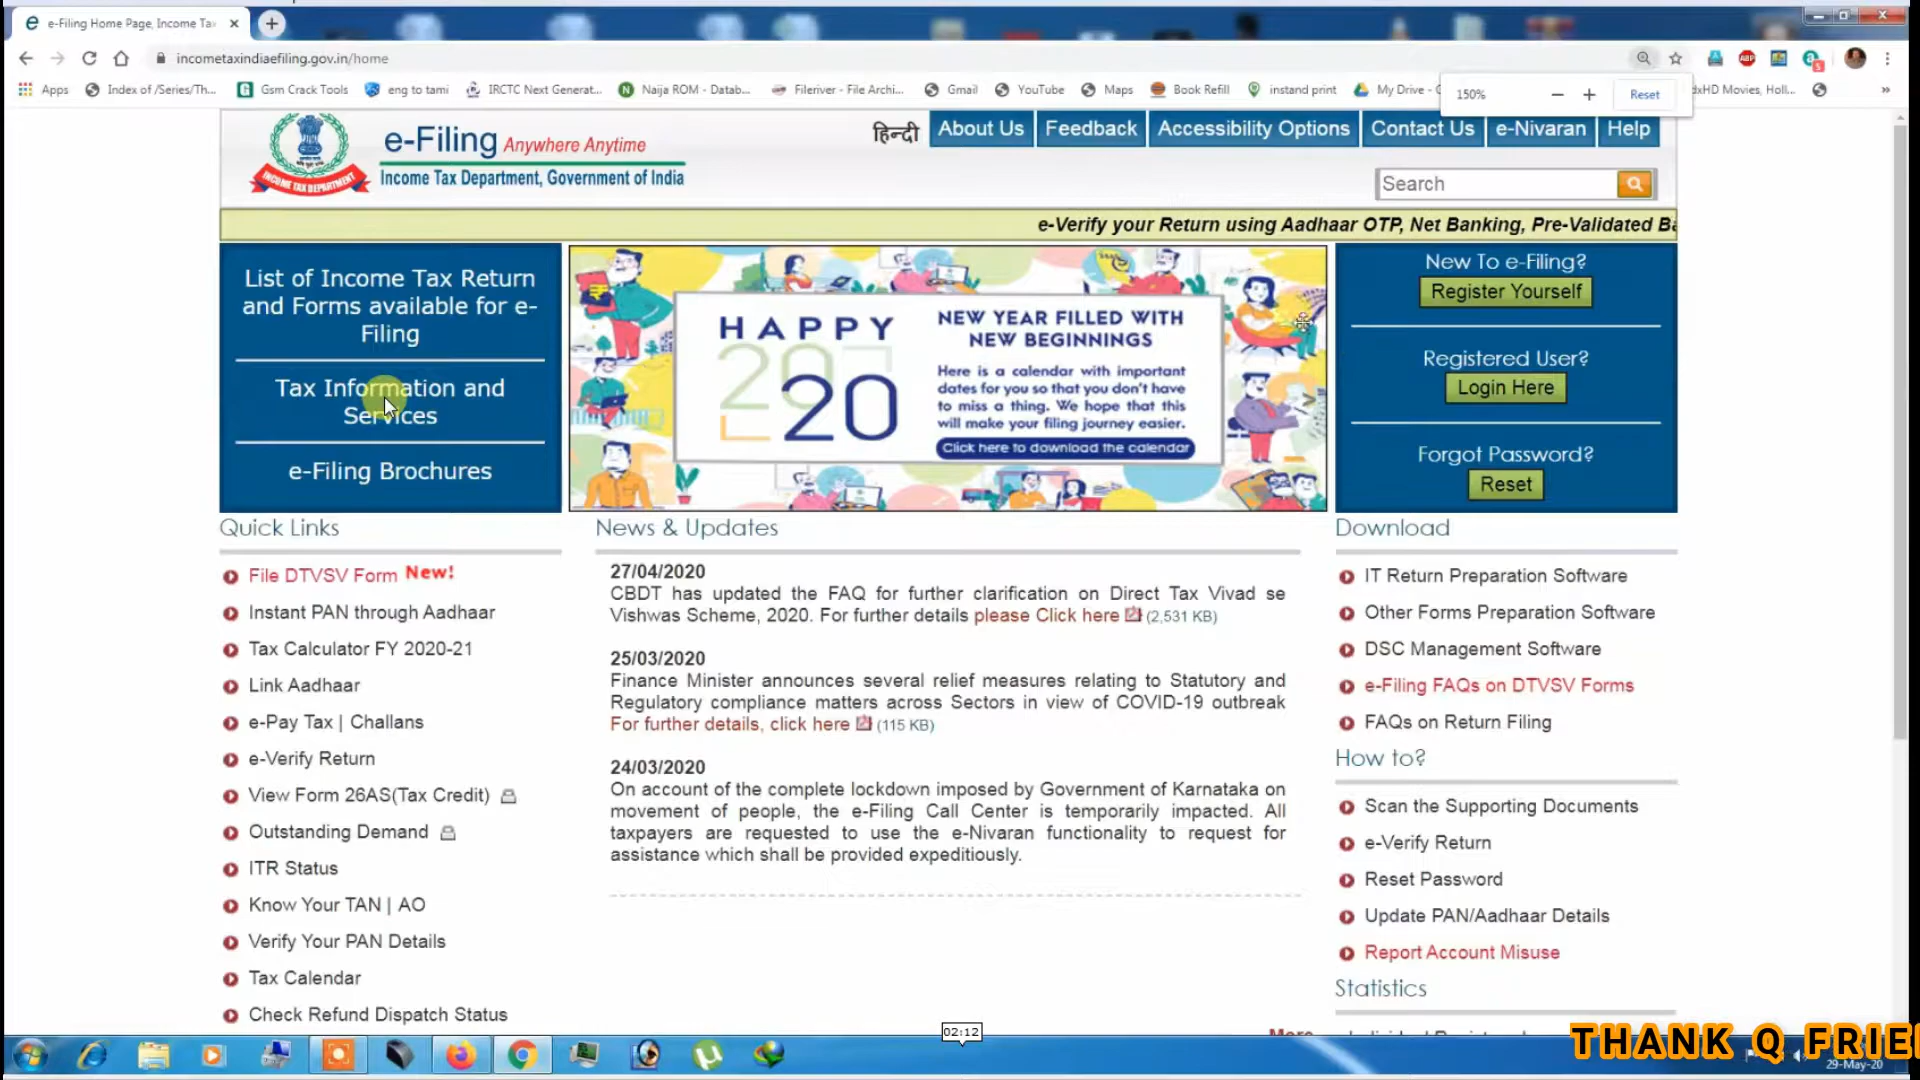 e-Filing Home Page, Income Tax
incometaxindiaefiling.gov.in/home
Apps
Index of /Series/Th...
Gsm Crack Tools
eng to tami
IRCTC Next Generat...
Naija ROM - Datab...
Fileriver - File Archi...
Gmail
YouTube
Maps
Book Refill
instand print
My Drive -
dxHD Movies, Holl...
150%
Reset
e-Filing Anywhere Anytime
Income Tax Department, Government of India
INCOME TAX DEPARTMENT
हिन्दी
About Us
Feedback
Accessibility Options
Contact Us
e-Nivaran
Help
Search
e-Verify your Return using Aadhaar OTP, Net Banking, Pre-Validated Ba
List of Income Tax Return
and Forms available for e-
Filing
Tax Information and
Services
e-Filing Brochures
HAPPY
2020
NEW YEAR FILLED WITH
NEW BEGINNINGS
Here is a calendar with important
dates for you so that you don't have
to miss a thing. We hope that this
will make your filing journey easier.
Click here to download the calendar
New To e-Filing?
Register Yourself
Registered User?
Login Here
Forgot Password?
Reset
Quick Links
File DTVSV Form New!
Instant PAN through Aadhaar
Tax Calculator FY 2020-21
Link Aadhaar
e-Pay Tax | Challans
e-Verify Return
View Form 26AS(Tax Credit)
Outstanding Demand
ITR Status
Know Your TAN | AO
Verify Your PAN Details
Tax Calendar
Check Refund Dispatch Status
News & Updates
27/04/2020
CBDT has updated the FAQ for further clarification on Direct Tax Vivad se
Vishwas Scheme, 2020. For further details please Click here (2,531 KB)
25/03/2020
Finance Minister announces several relief measures relating to Statutory and
Regulatory compliance matters across Sectors in view of COVID-19 outbreak
For further details, click here (115 KB)
24/03/2020
On account of the complete lockdown imposed by Government of Karnataka on
movement of people, the e-Filing Call Center is temporarily impacted. All
taxpayers are requested to use the e-Nivaran functionality to request for
assistance which shall be provided expeditiously.
Download
IT Return Preparation Software
Other Forms Preparation Software
DSC Management Software
e-Filing FAQs on DTVSV Forms
FAQs on Return Filing
How to?
Scan the Supporting Documents
e-Verify Return
Reset Password
Update PAN/Aadhaar Details
Report Account Misuse
Statistics
02:12
THANK Q FRIE
29-May-20